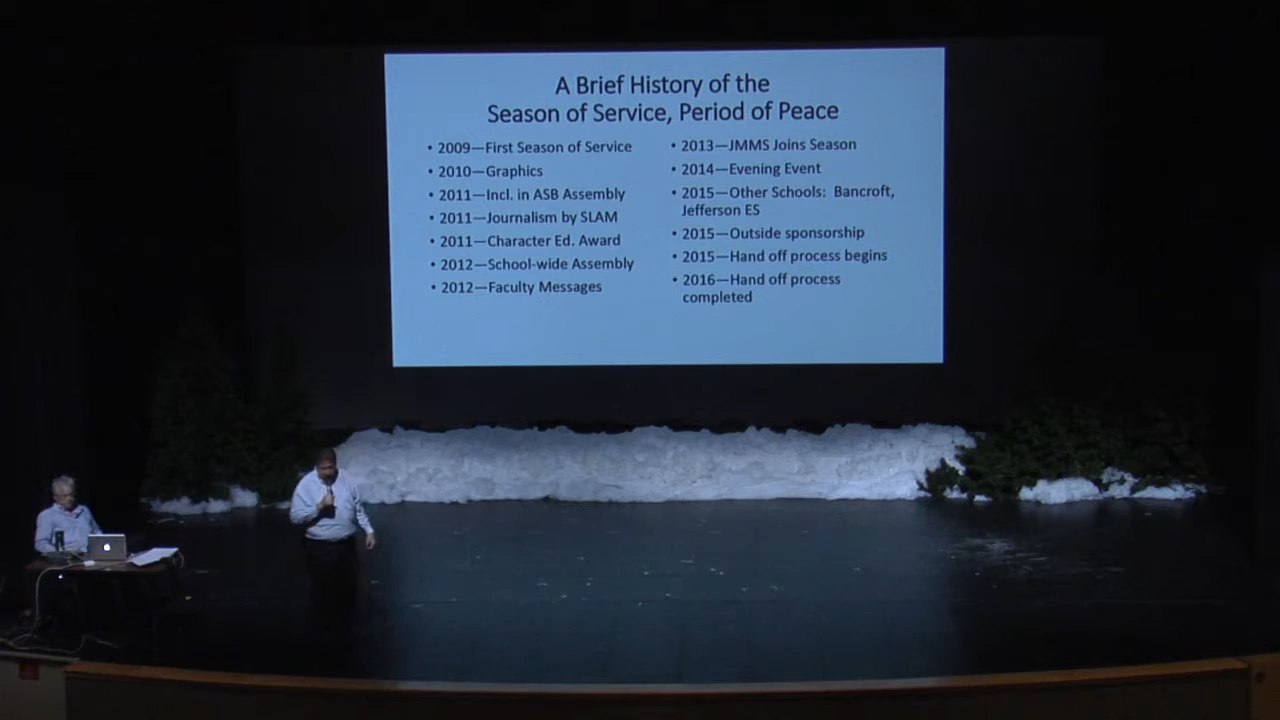 A Brief History of the
Season of Service, Period of Peace
• 2009—First Season of Service
• 2010—Graphics
• 2011—Incl. in ASB Assembly
• 2011—Journalism by SLAM
• 2011—Character Ed. Award
• 2012—School-wide Assembly
• 2012—Faculty Messages
• 2013—JMMS Joins Season
• 2014—Evening Event
• 2015—Other Schools: Bancroft,
Jefferson ES
• 2015—Outside sponsorship
• 2015—Hand off process begins
• 2016—Hand off process
completed